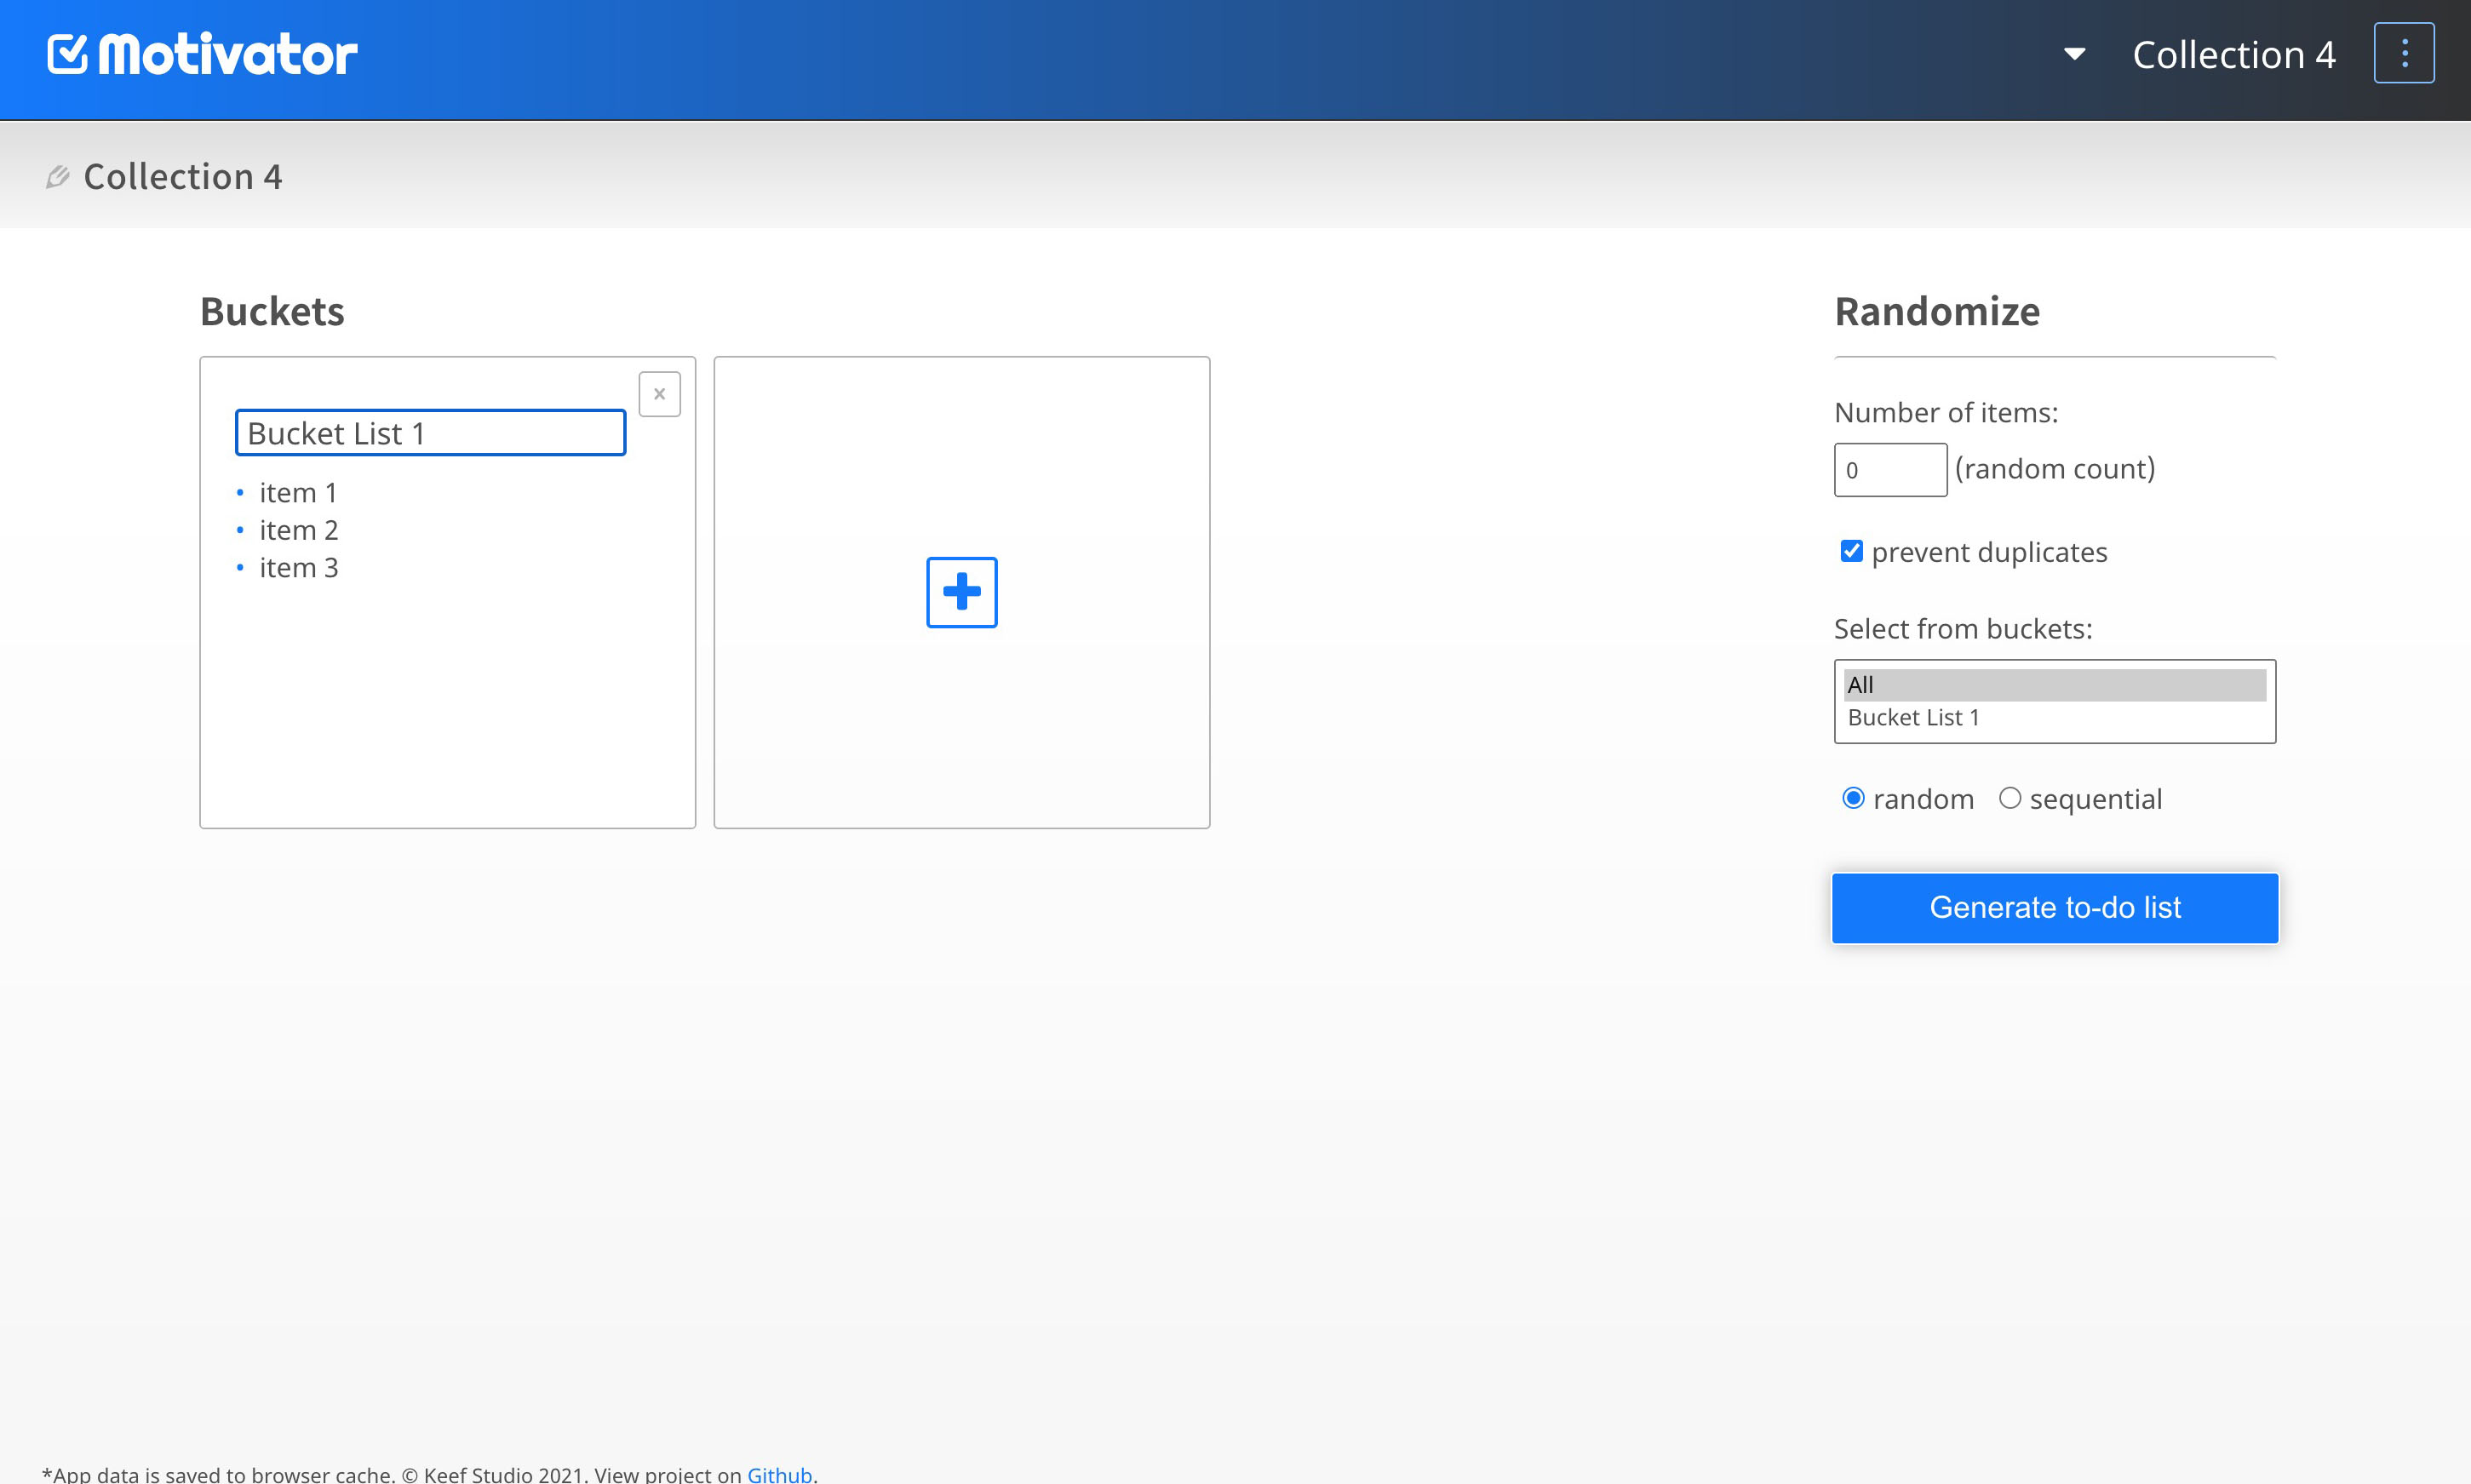 Motivator
Collection 4
Collection 4
Buckets
Randomize
×
Bucket List 1
• item 1
• item 2
• item 3
Number of items:
0 (random count)
prevent duplicates
Select from buckets:
All
Bucket List 1
random sequential
Generate to-do list
*App data is saved to browser cache. © Keef Studio 2021. View project on Github.